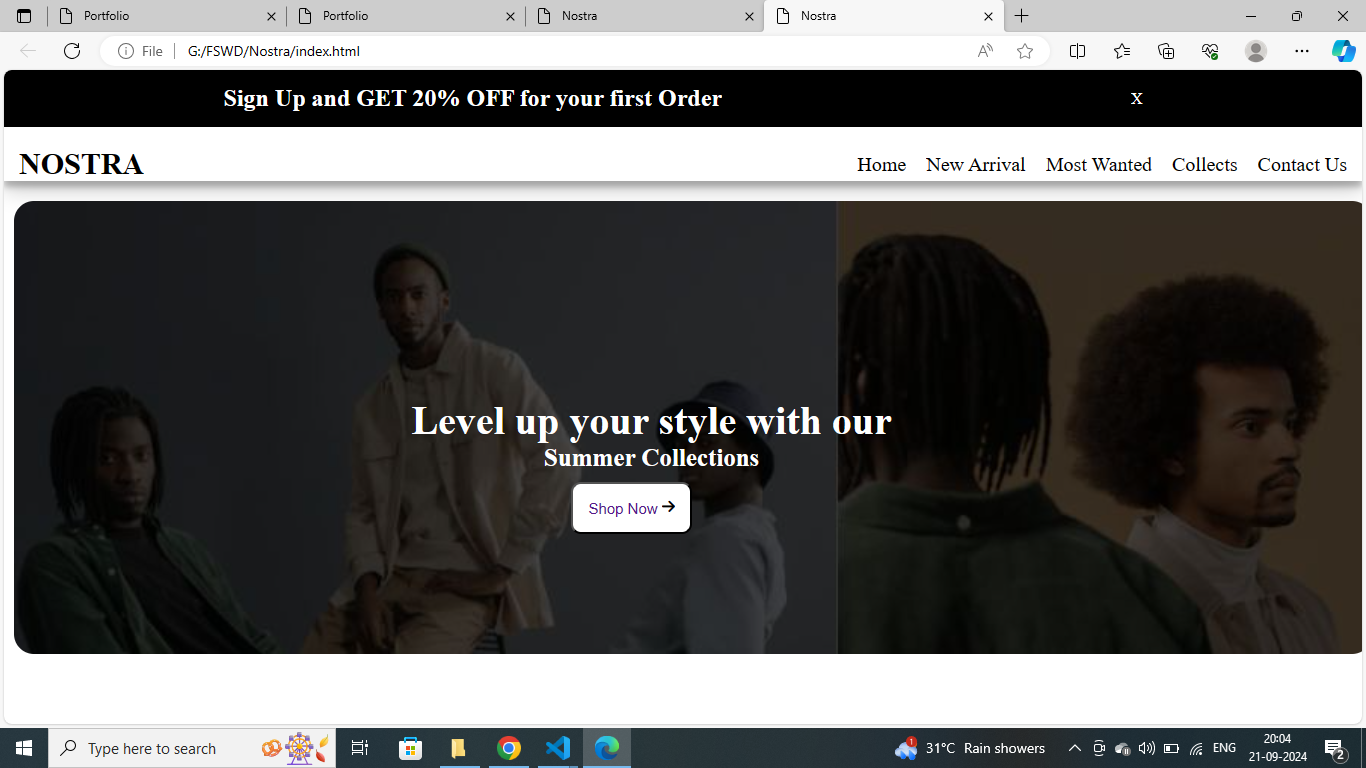 Portfolio
Portfolio
Nostra
Nostra
File
G:/FSWD/Nostra/index.html
Sign Up and GET 20% OFF for your first Order
x
NOSTRA
Home
New Arrival
Most Wanted
Collects
Contact Us
Level up your style with our
Summer Collections
Shop Now
Type here to search
1
31°C Rain showers
ENG
20:04
21-09-2024
2